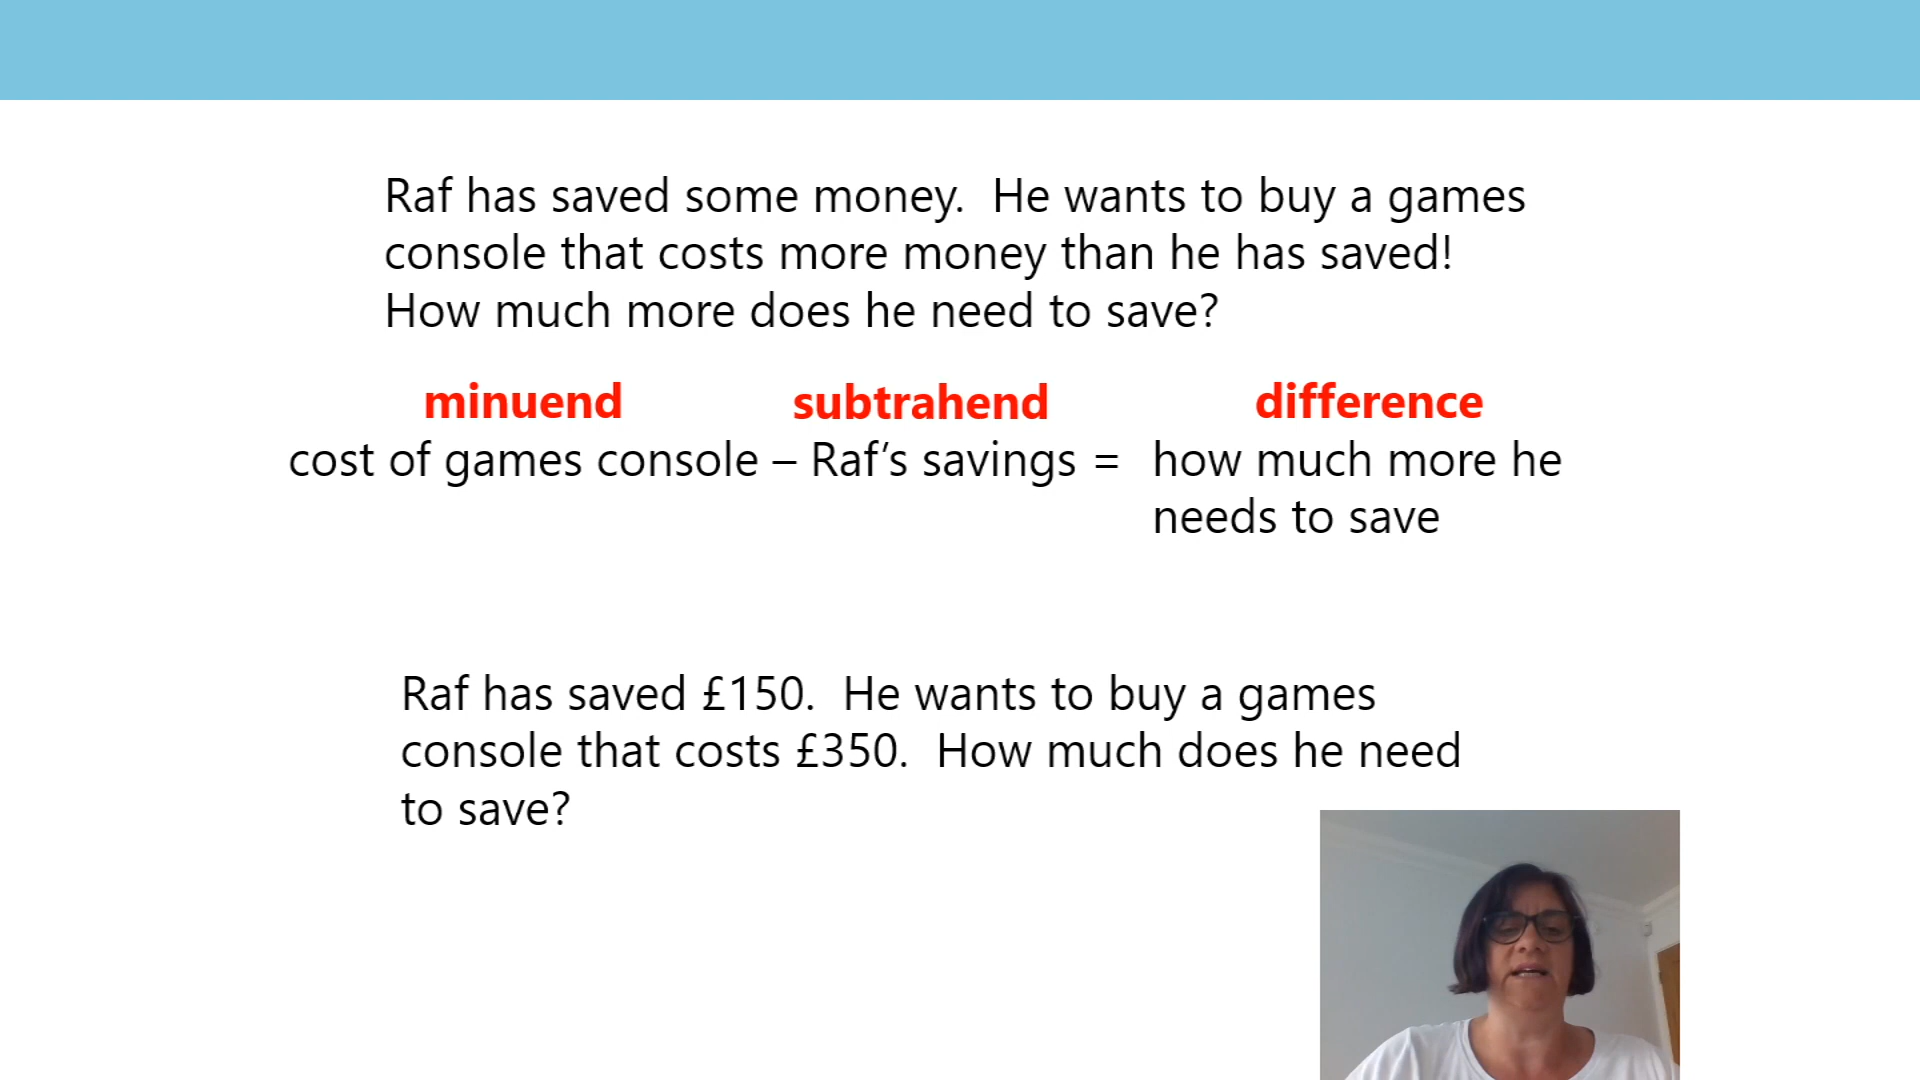 Raf has saved some money.  He wants to buy a games
console that costs more money than he has saved!
How much more does he need to save?
minuend subtrahend difference
cost of games console – Raf’s savings = how much more he
needs to save
Raf has saved £150.  He wants to buy a games
console that costs £350.  How much does he need
to save?